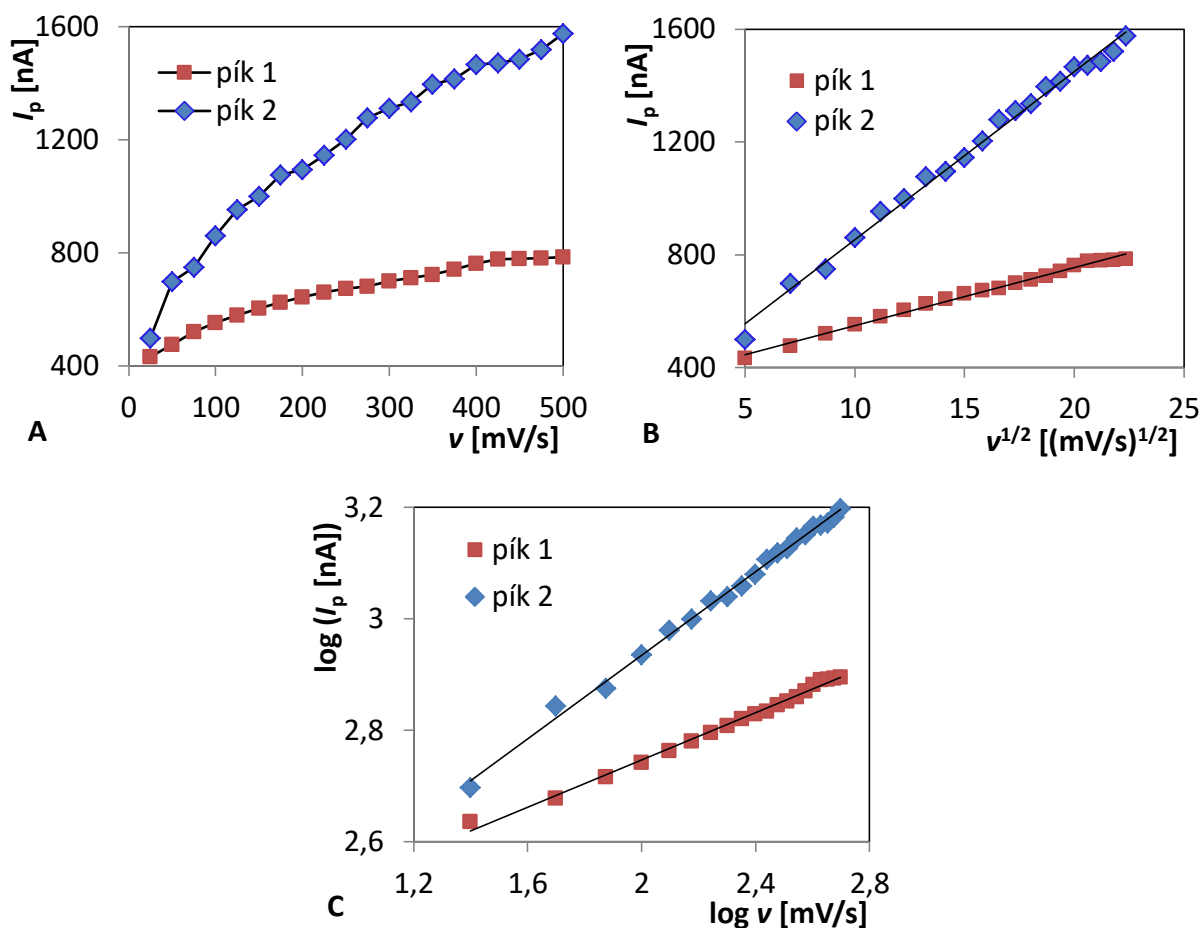 1600
1200
800
400
I_p [nA]
pík 1
pík 2
0 100 200 300 400 500
v [mV/s]
A
1600
1200
800
400
I_p [nA]
pík 1
pík 2
5 10 15 20 25
v^{1/2} [(mV/s)^{1/2}]
B
3,2
3
2,8
2,6
log (I_p [nA])
pík 1
pík 2
1,2 1,6 2 2,4 2,8
log v [mV/s]
C